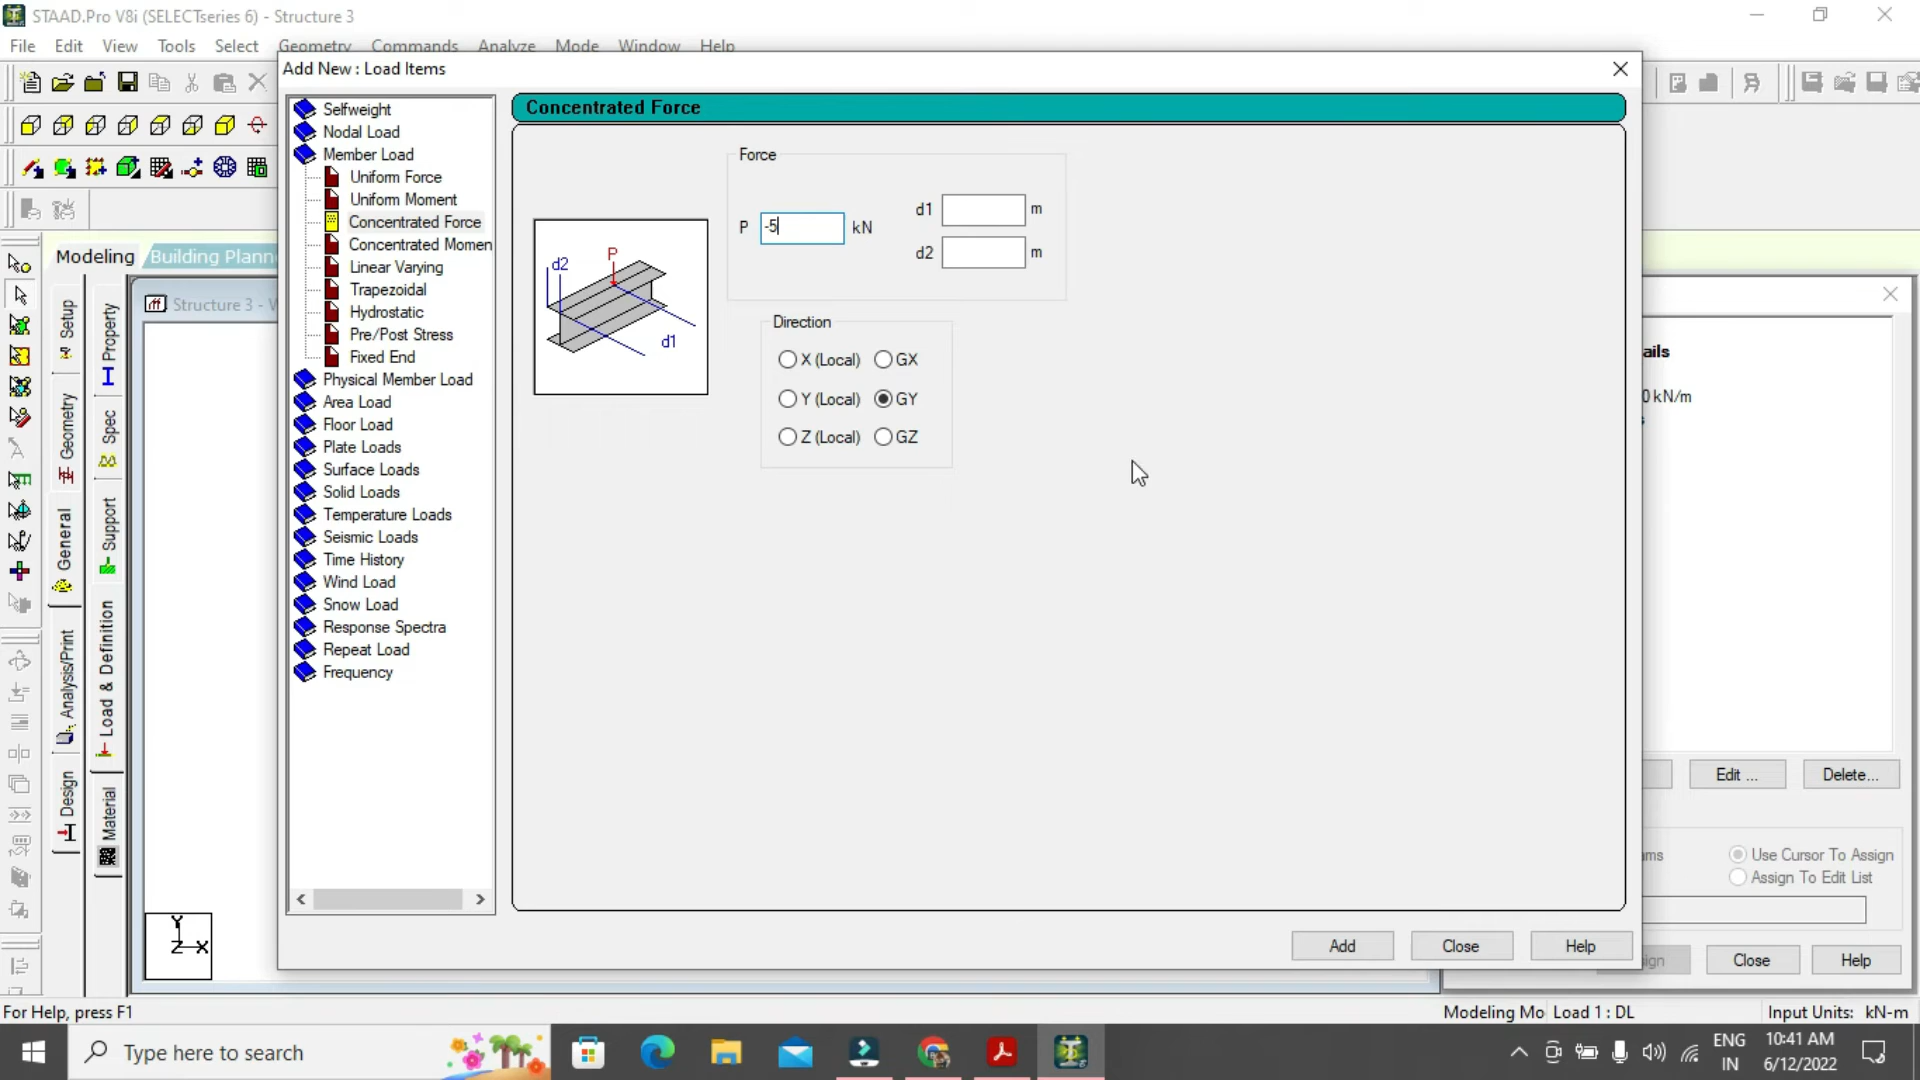 STAAD.Pro V8i (SELECTseries 6) - Structure 3
File Edit View Tools Select Geometry Commands Analyze Mode Window Help
Add New : Load Items
Selfweight
Nodal Load
Member Load
Uniform Force
Uniform Moment
Concentrated Force
Concentrated Momen
Linear Varying
Trapezoidal
Hydrostatic
Pre/Post Stress
Fixed End
Physical Member Load
Area Load
Floor Load
Plate Loads
Surface Loads
Solid Loads
Temperature Loads
Seismic Loads
Time History
Wind Load
Snow Load
Response Spectra
Repeat Load
Frequency
Concentrated Force
Force
P -5 kN
d1 m
d2 m
d2 P d1
Direction
X (Local) GX
Y (Local) GY
Z (Local) GZ
Add Close Help
Modeling Building Plann
Structure 3 -
Setup
Geometry
General
Analysis/Print
Design
Property
Spec
Support
Load & Definition
Material
Y
Z X
ails
0 kN/m
Edit ... Delete...
Use Cursor To Assign
Assign To Edit List
Close Help
For Help, press F1
Modeling Mo Load 1 : DL Input Units: kN-m
Type here to search
ENG
IN
10:41 AM
6/12/2022